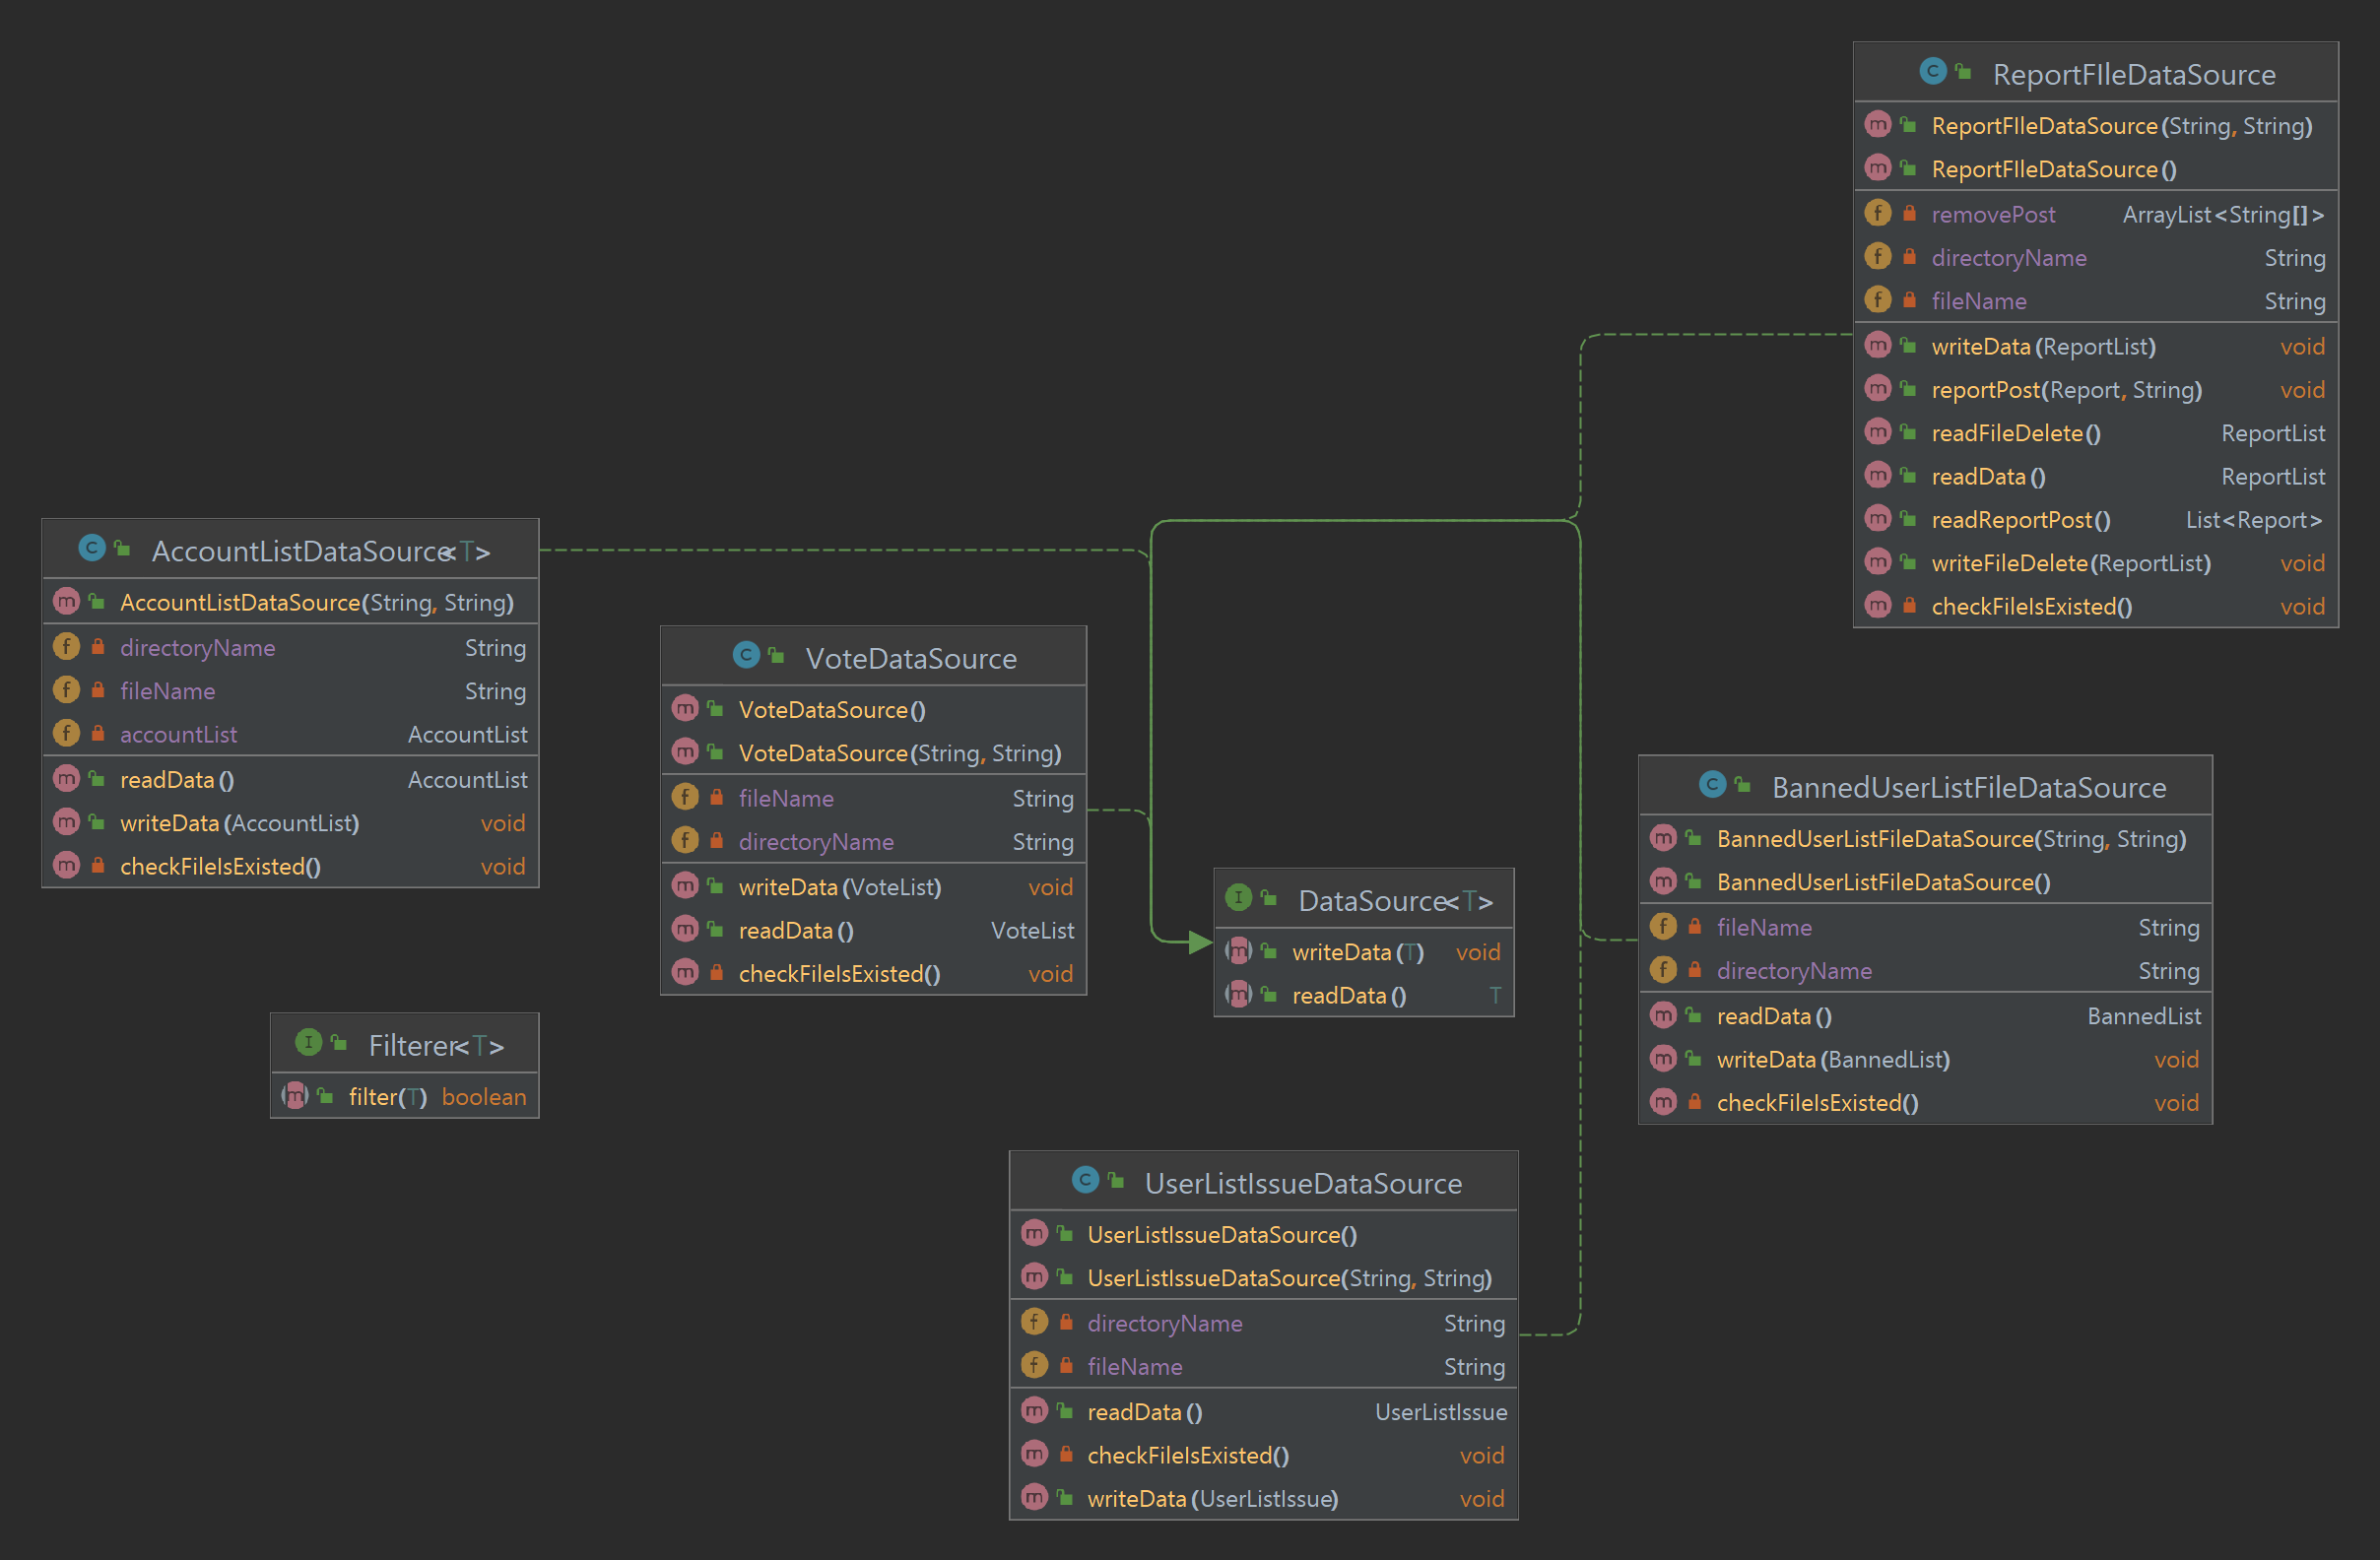 ReportFIleDataSource
ReportFIleDataSource(String, String)
ReportFIleDataSource()
removePost ArrayList<String[]>
directoryName String
fileName String
writeData(ReportList) void
reportPost(Report, String) void
readFileDelete() ReportList
readData() ReportList
readReportPost() List<Report>
writeFileDelete(ReportList) void
checkFileIsExisted() void
AccountListDataSource<T>
AccountListDataSource(String, String)
directoryName String
fileName String
accountList AccountList
readData() AccountList
writeData(AccountList) void
checkFileIsExisted() void
VoteDataSource
VoteDataSource()
VoteDataSource(String, String)
fileName String
directoryName String
writeData(VoteList) void
readData() VoteList
checkFileIsExisted() void
DataSource<T>
writeData(T) void
readData() T
BannedUserListFileDataSource
BannedUserListFileDataSource(String, String)
BannedUserListFileDataSource()
fileName String
directoryName String
readData() BannedList
writeData(BannedList) void
checkFileIsExisted() void
Filterer<T>
filter(T) boolean
UserListIssueDataSource
UserListIssueDataSource()
UserListIssueDataSource(String, String)
directoryName String
fileName String
readData() UserListIssue
checkFileIsExisted() void
writeData(UserListIssue) void